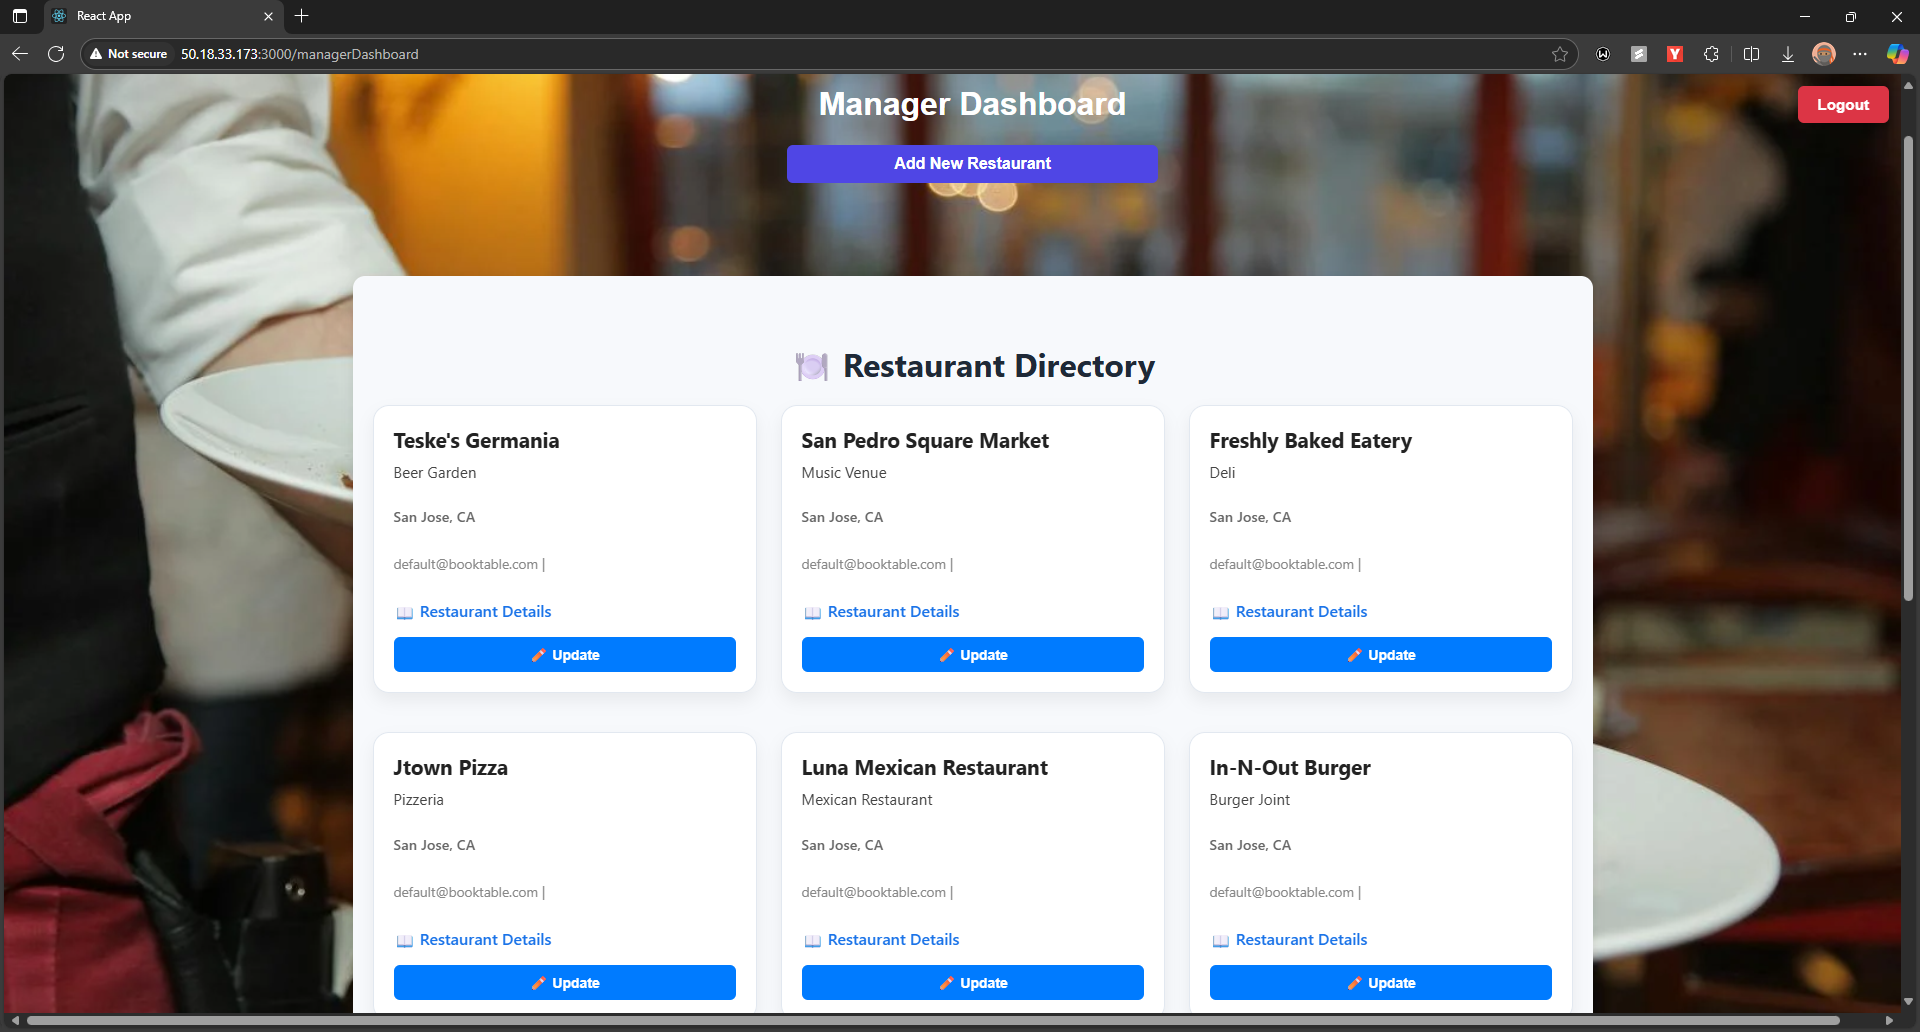 React App
Not secure 50.18.33.173:3000/managerDashboard
Manager Dashboard
Logout
Add New Restaurant
Restaurant Directory
Teske's Germania
Beer Garden
San Jose, CA
default@booktable.com |
Restaurant Details
Update
San Pedro Square Market
Music Venue
San Jose, CA
default@booktable.com |
Restaurant Details
Update
Freshly Baked Eatery
Deli
San Jose, CA
default@booktable.com |
Restaurant Details
Update
Jtown Pizza
Pizzeria
San Jose, CA
default@booktable.com |
Restaurant Details
Update
Luna Mexican Restaurant
Mexican Restaurant
San Jose, CA
default@booktable.com |
Restaurant Details
Update
In-N-Out Burger
Burger Joint
San Jose, CA
default@booktable.com |
Restaurant Details
Update